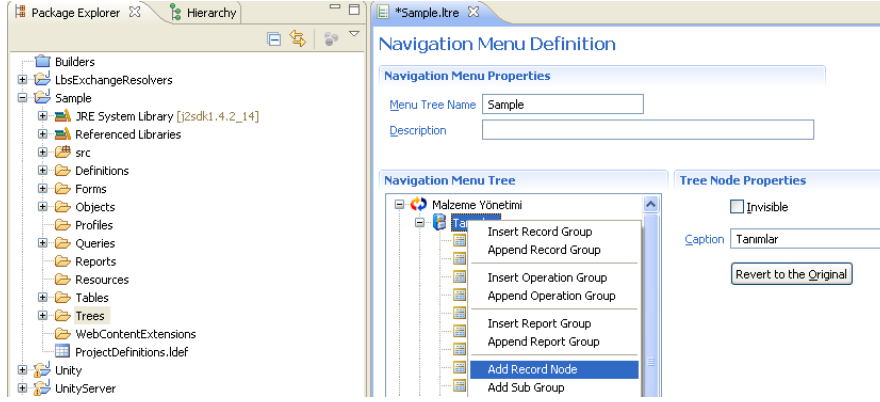 Package Explorer
Hierarchy
Builders
LbsExchangeResolvers
Sample
JRE System Library [j2sdk1.4.2_14]
Referenced Libraries
src
Definitions
Forms
Objects
Profiles
Queries
Reports
Resources
Tables
Trees
WebContentExtensions
ProjectDefinitions.ldef
Unity
UnityServer
*Sample.ltre
Navigation Menu Definition
Navigation Menu Properties
Menu Tree Name Sample
Description
Navigation Menu Tree
Malzeme Yönetimi
Insert Record Group
Append Record Group
Insert Operation Group
Append Operation Group
Insert Report Group
Append Report Group
Add Record Node
Add Sub Group
Tree Node Properties
Invisible
Caption Tanımlar
Revert to the Original